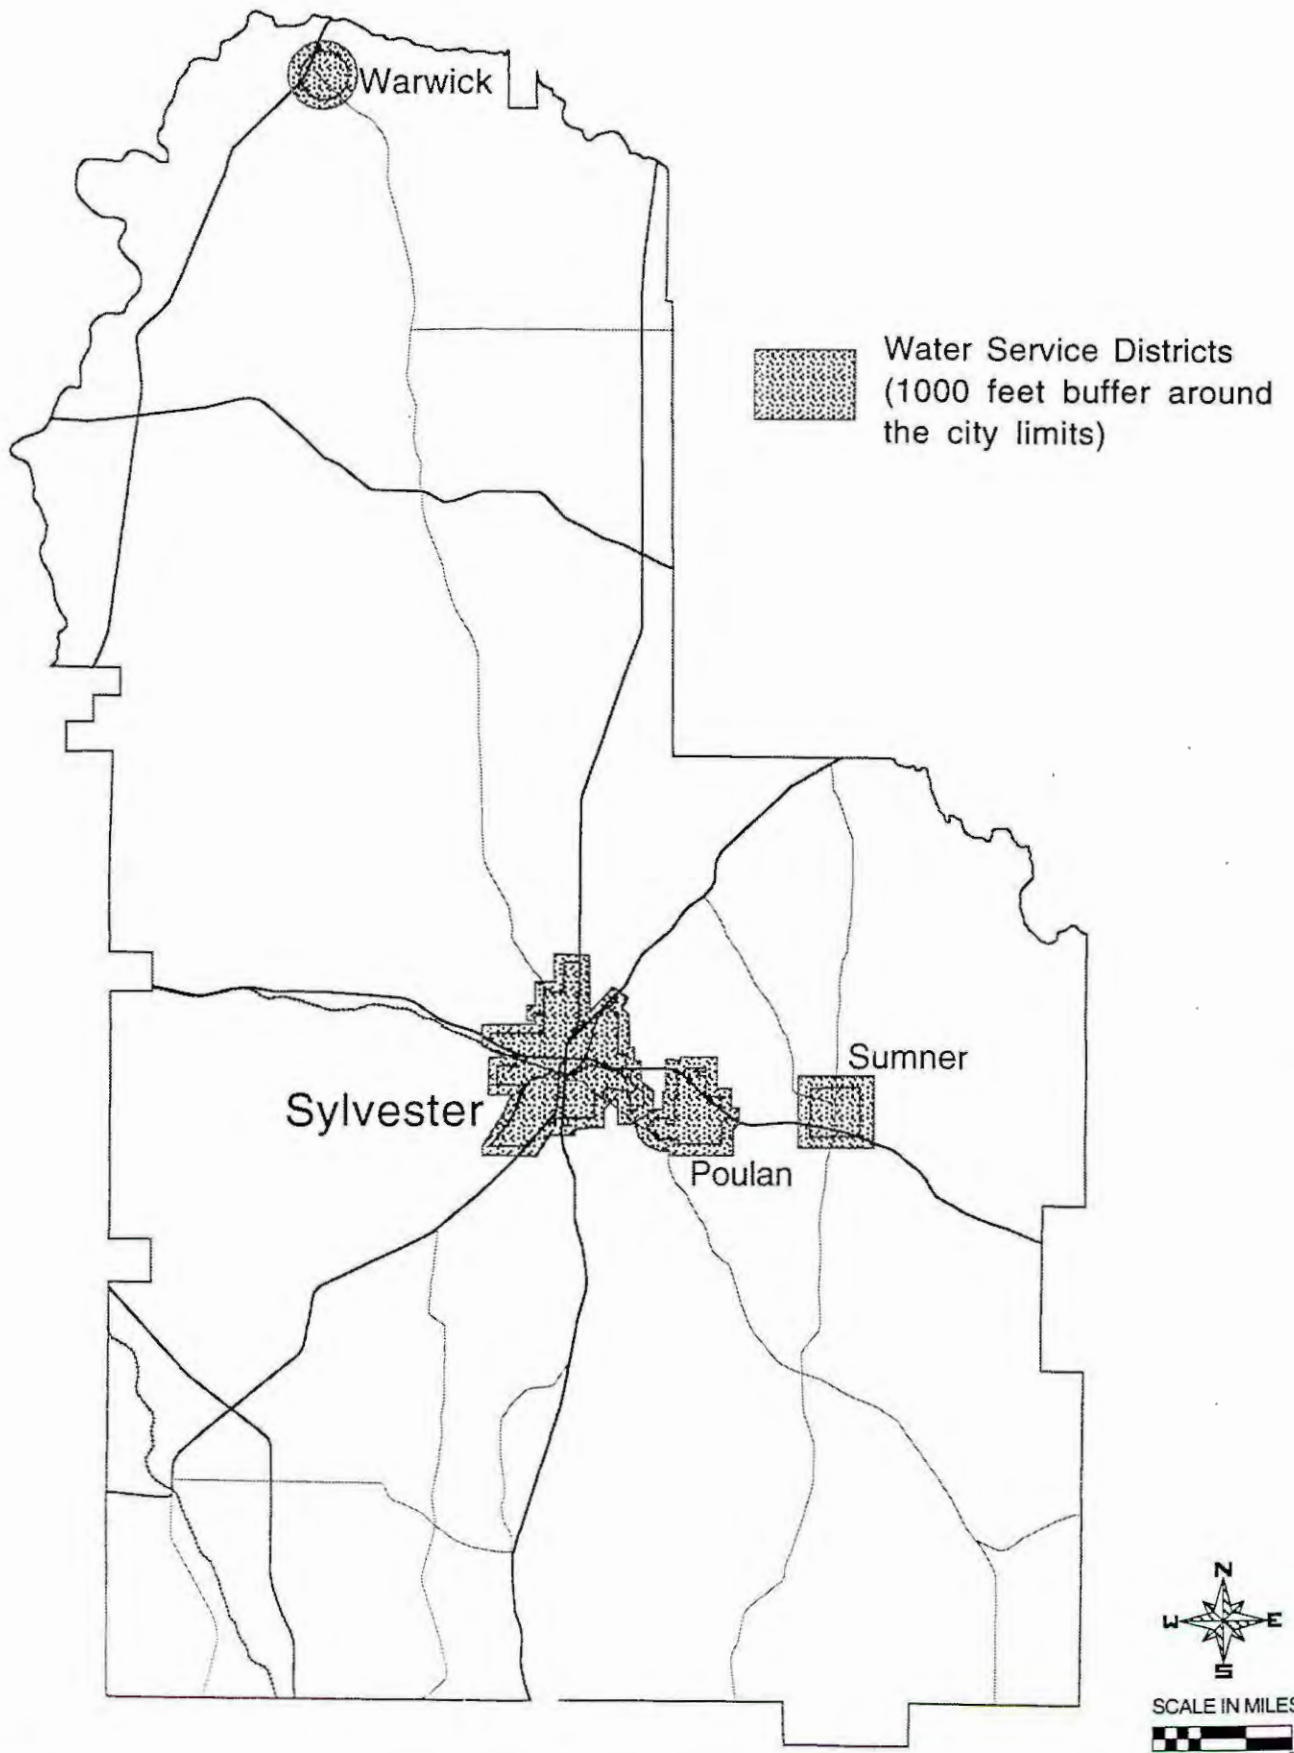 Warwick
Water Service Districts
(1000 feet buffer around
the city limits)
Sumner
Sylvester
Poulan
N
W E
S
SCALE IN MILES